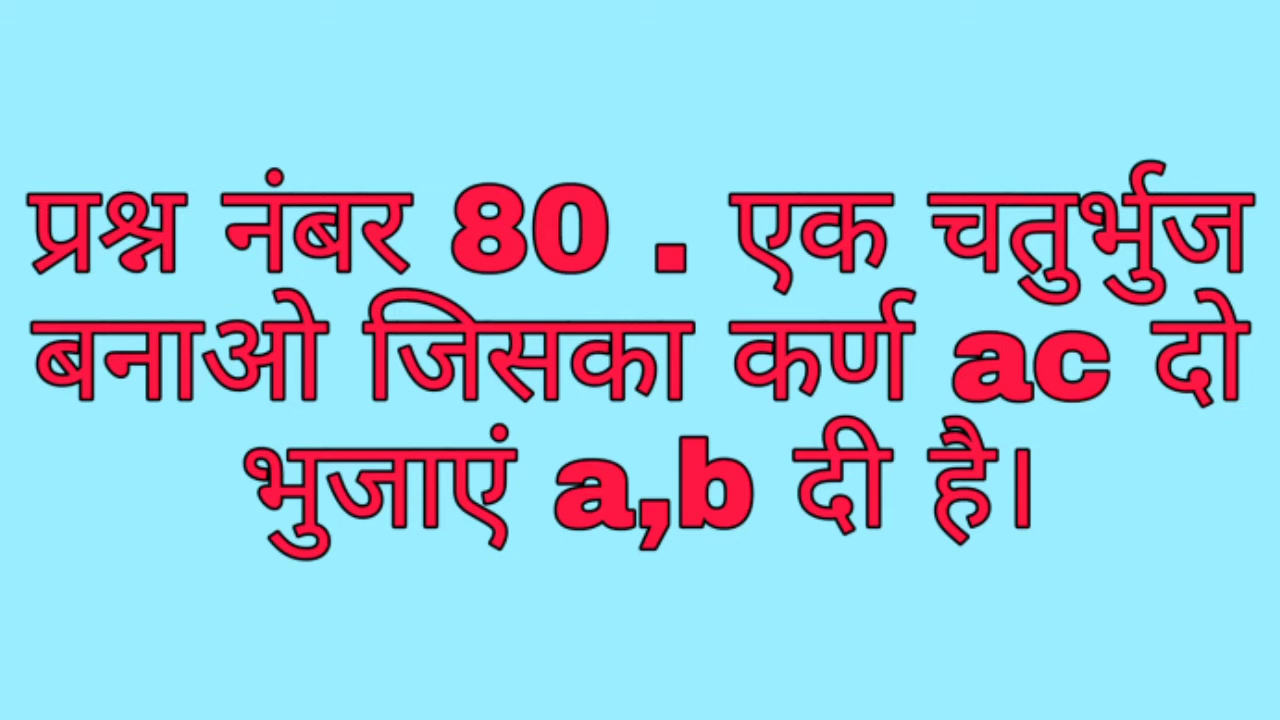 प्रश्न नंबर 80 . एक चतुर्भुज
बनाओ जिसका कर्ण ac दो
भुजाएं a,b दी है।